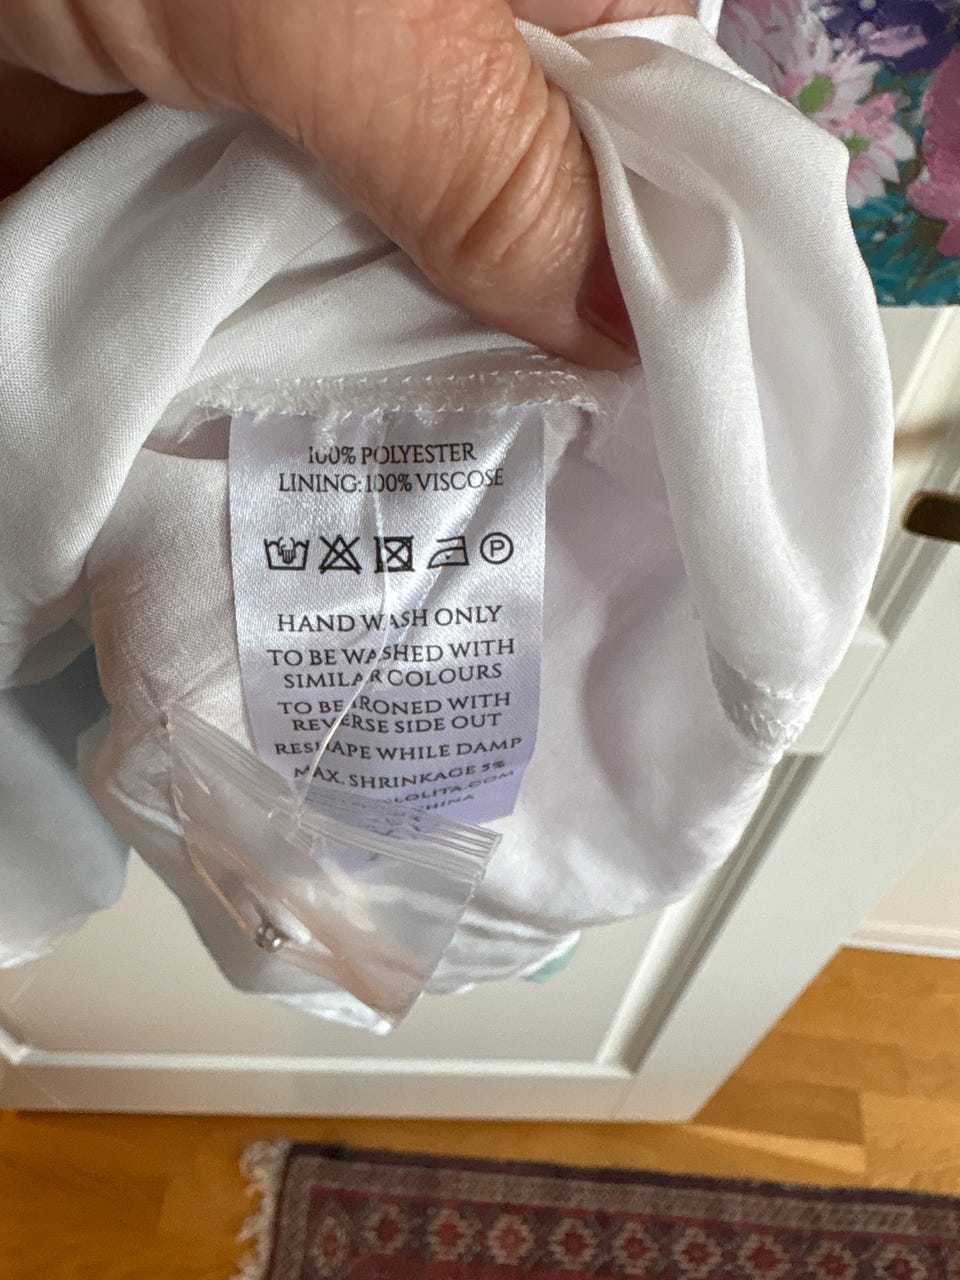 100% POLYESTER
LINING: 100% VISCOSE
P
HAND WASH ONLY
TO BE WASHED WITH
SIMILAR COLOURS
TO BE IRONED WITH
REVERSE SIDE OUT
RESHAPE WHILE DAMP
MAX. SHRINKAGE 5%
CHINA